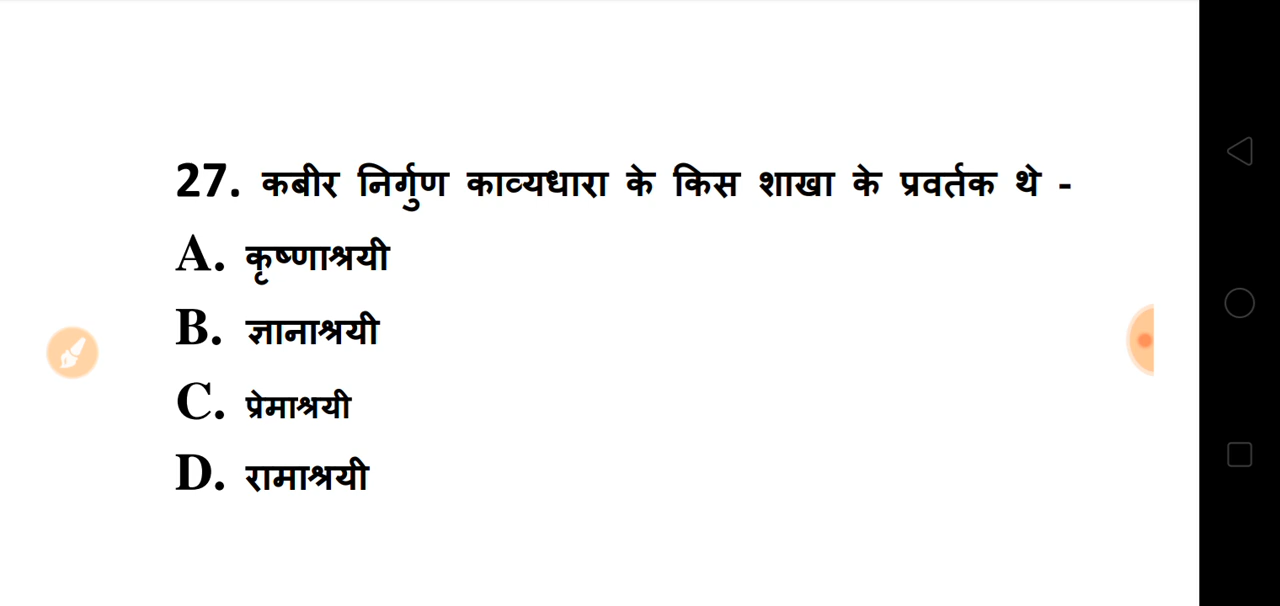 27. कबीर निर्गुण काव्यधारा के किस शाखा के प्रवर्तक थे -
A. कृष्णाश्रयी
B. ज्ञानाश्रयी
C. प्रेमाश्रयी
D. रामाश्रयी